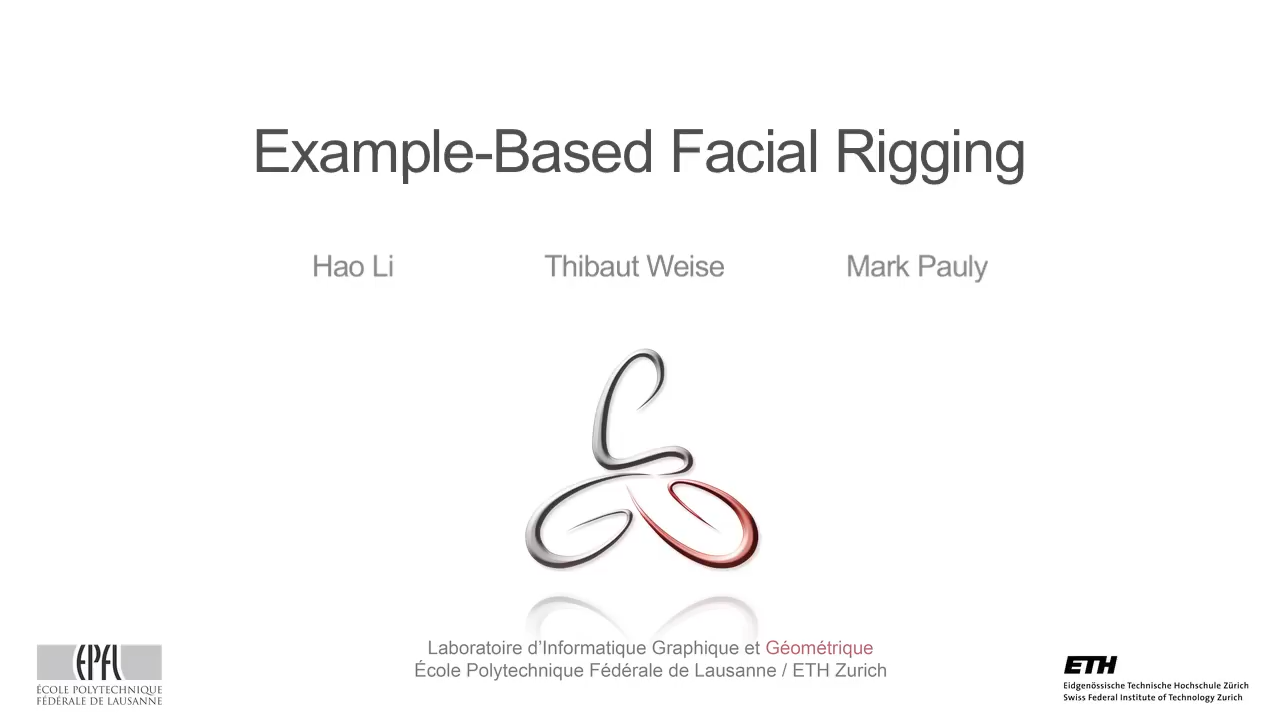 Example-Based Facial Rigging
Hao Li Thibaut Weise Mark Pauly
Laboratoire d’Informatique Graphique et Géométrique
École Polytechnique Fédérale de Lausanne / ETH Zurich
EPFL
ÉCOLE POLYTECHNIQUE
FÉDÉRALE DE LAUSANNE
ETH
Eidgenössische Technische Hochschule Zürich
Swiss Federal Institute of Technology Zurich